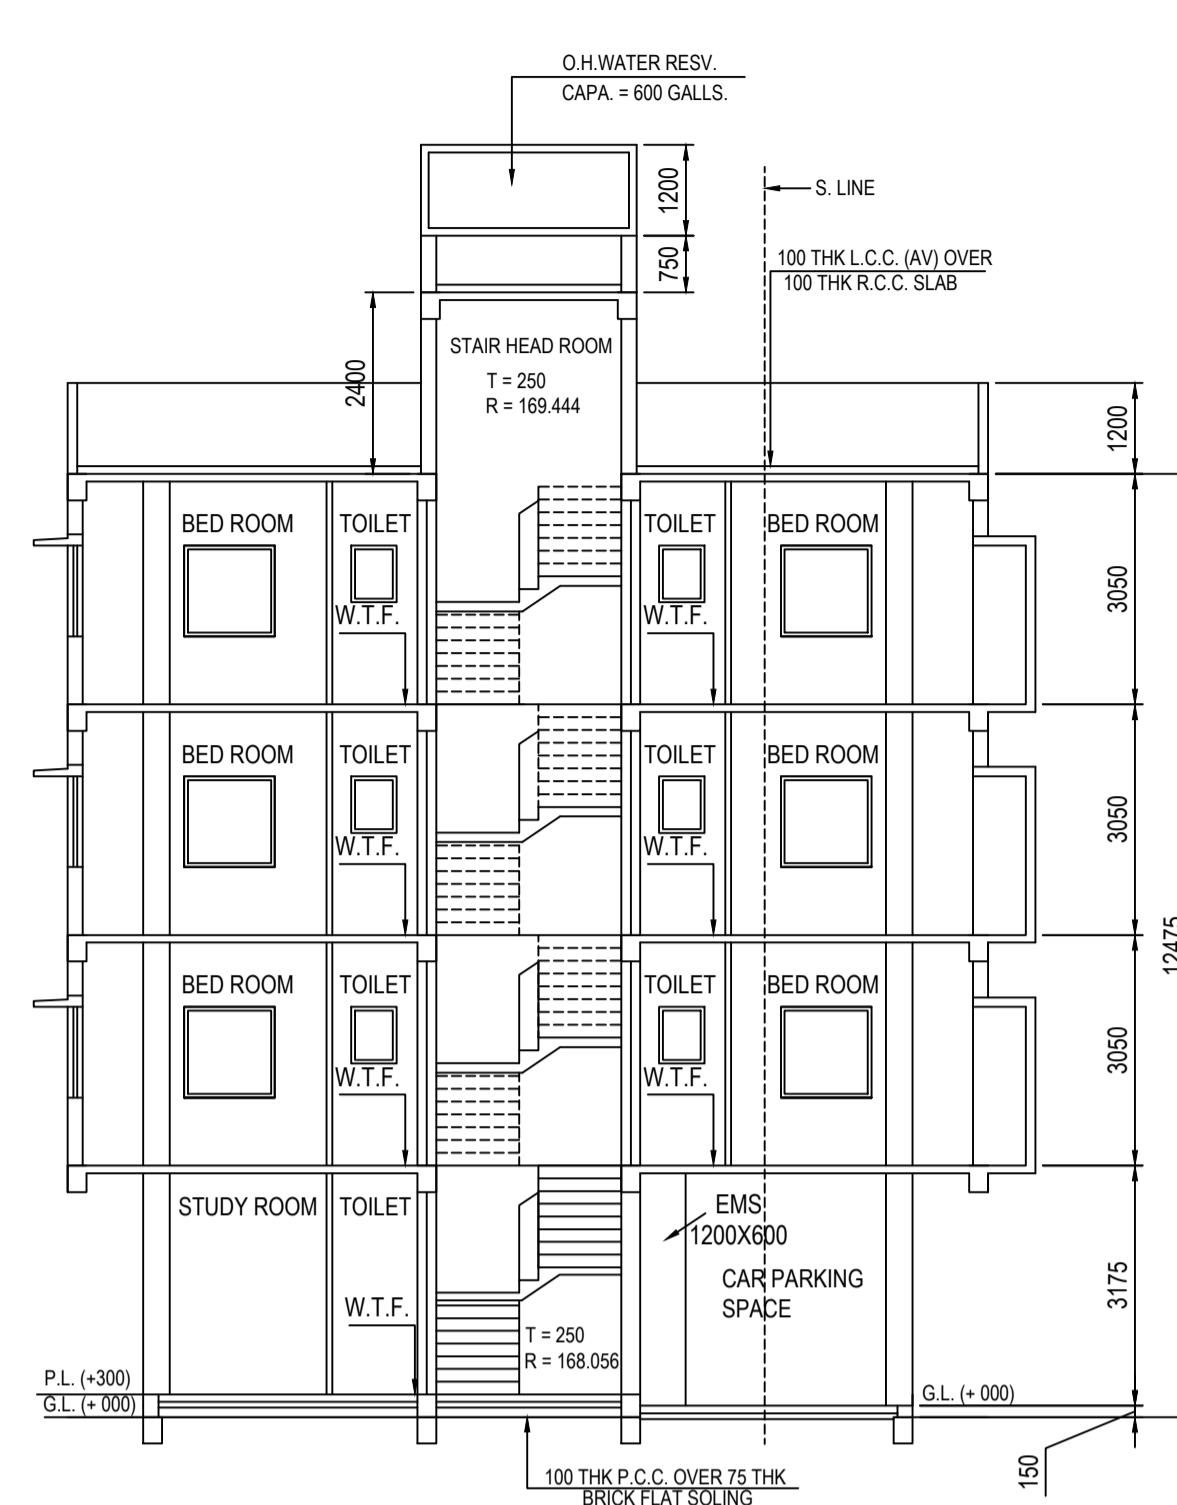 O.H.WATER RESV.
CAPA. = 600 GALLS.
1200
S. LINE
750
100 THK L.C.C. (AV) OVER
100 THK R.C.C. SLAB
STAIR HEAD ROOM
T = 250
R = 169.444
2400
1200
BED ROOM
TOILET
TOILET
BED ROOM
W.T.F.
W.T.F.
3050
BED ROOM
TOILET
TOILET
BED ROOM
W.T.F.
W.T.F.
3050
12475
BED ROOM
TOILET
TOILET
BED ROOM
W.T.F.
W.T.F.
3050
STUDY ROOM
TOILET
EMS
1200X600
CAR PARKING
SPACE
3175
W.T.F.
T = 250
R = 168.056
P.L. (+300)
G.L. (+ 000)
G.L. (+ 000)
150
100 THK P.C.C. OVER 75 THK
BRICK FLAT SOLING